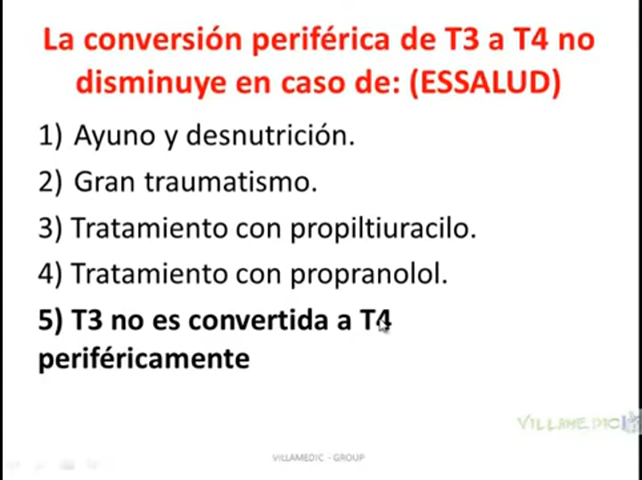 La conversión periférica de T3 a T4 no
disminuye en caso de: (ESSALUD)
1) Ayuno y desnutrición.
2) Gran traumatismo.
3) Tratamiento con propiltiuracilo.
4) Tratamiento con propranolol.
5) T3 no es convertida a T4
periféricamente
VILLAMEDIC
VILLAMEDIC - GROUP